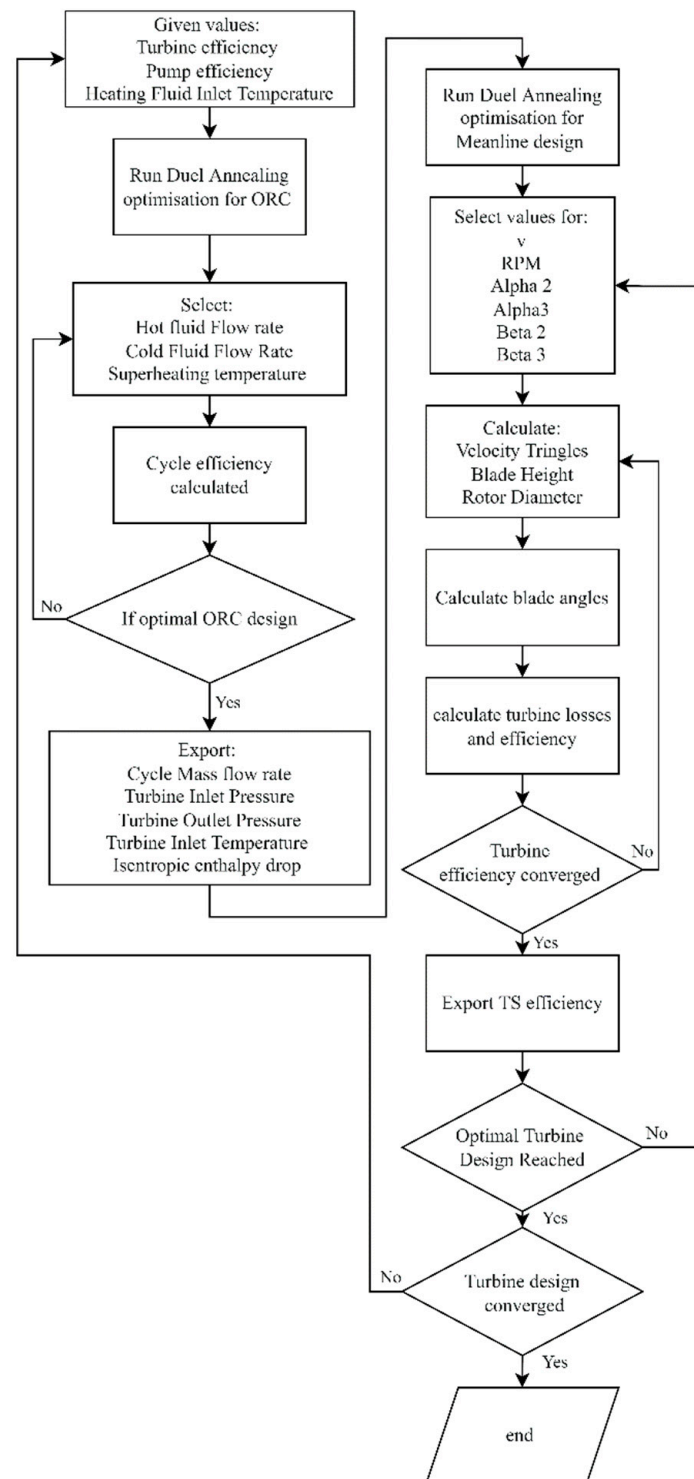 Given values:
Turbine efficiency
Pump efficiency
Heating Fluid Inlet Temperature
Run Duel Annealing
optimisation for ORC
Select:
Hot fluid Flow rate
Cold Fluid Flow Rate
Superheating temperature
Cycle efficiency
calculated
No
If optimal ORC design
Yes
Export:
Cycle Mass flow rate
Turbine Inlet Pressure
Turbine Outlet Pressure
Turbine Inlet Temperature
Isentropic enthalpy drop
Run Duel Annealing
optimisation for
Meanline design
Select values for:
v
RPM
Alpha 2
Alpha3
Beta 2
Beta 3
Calculate:
Velocity Tringles
Blade Height
Rotor Diameter
Calculate blade angles
calculate turbine losses
and efficiency
Turbine
efficiency converged
No
Yes
Export TS efficiency
Optimal Turbine
Design Reached
No
Yes
No
Turbine design
converged
Yes
end